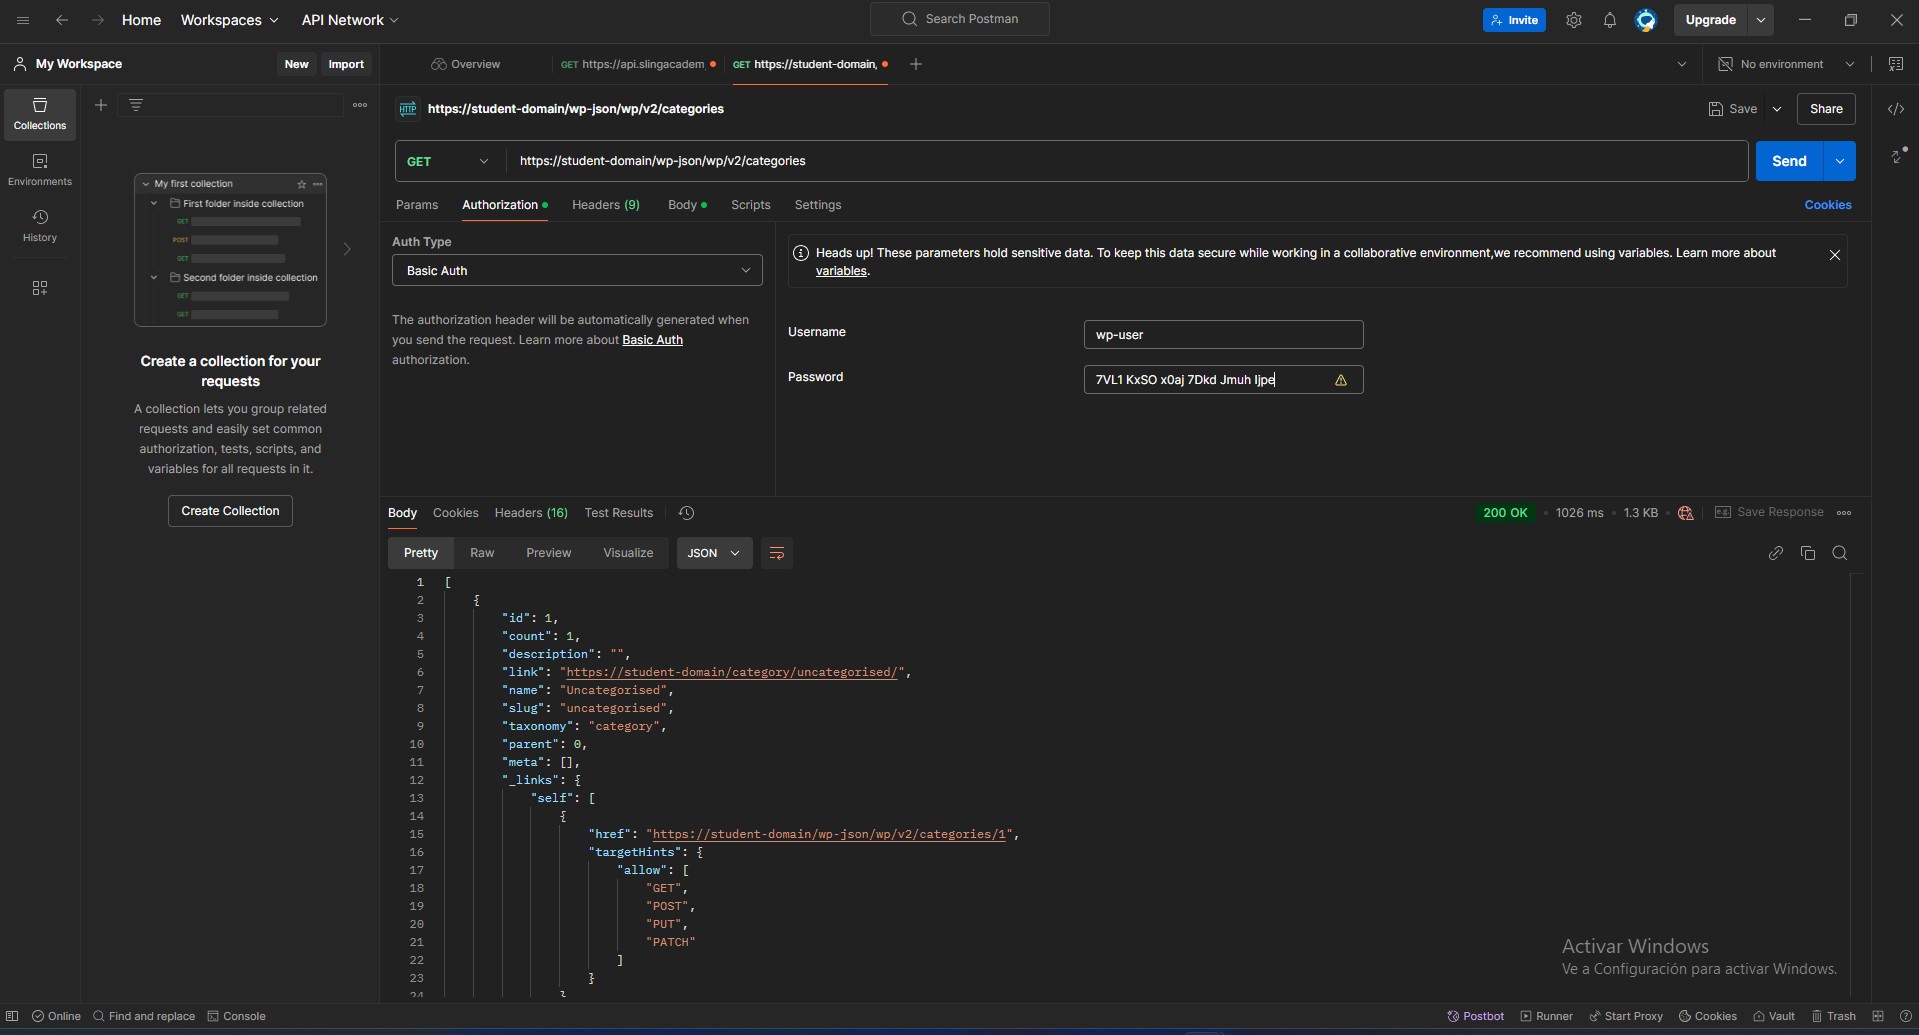 Home Workspaces API Network Search Postman Invite Upgrade
My Workspace New Import Overview GET https://api.slingacadem GET https://student-domain, No environment
Collections
Environments
History
My first collection
First folder inside collection
GET
POST
GET
Second folder inside collection
GET
GET
Create a collection for your
requests
A collection lets you group related
requests and easily set common
authorization, tests, scripts, and
variables for all requests in it.
Create Collection
HTTP https://student-domain/wp-json/wp/v2/categories Save Share
GET https://student-domain/wp-json/wp/v2/categories Send
Params Authorization Headers (9) Body Scripts Settings Cookies
Auth Type
Basic Auth
The authorization header will be automatically generated when
you send the request. Learn more about Basic Auth
authorization.
Heads up! These parameters hold sensitive data. To keep this data secure while working in a collaborative environment,we recommend using variables. Learn more about
variables.
Username wp-user
Password 7VL1 KxSO x0aj 7Dkd Jmuh Ijpe
Body Cookies Headers (16) Test Results 200 OK 1026 ms 1.3 KB Save Response
Pretty Raw Preview Visualize JSON
1 [
2 {
3 "id": 1,
4 "count": 1,
5 "description": "",
6 "link": "https://student-domain/category/uncategorised/",
7 "name": "Uncategorised",
8 "slug": "uncategorised",
9 "taxonomy": "category",
10 "parent": 0,
11 "meta": [],
12 "_links": {
13 "self": [
14 {
15 "href": "https://student-domain/wp-json/wp/v2/categories/1",
16 "targetHints": {
17 "allow": [
18 "GET",
19 "POST",
20 "PUT",
21 "PATCH"
22 ]
23 }
24 }
Activar Windows
Ve a Configuración para activar Windows.
Online Find and replace Console Postbot Runner Start Proxy Cookies Vault Trash